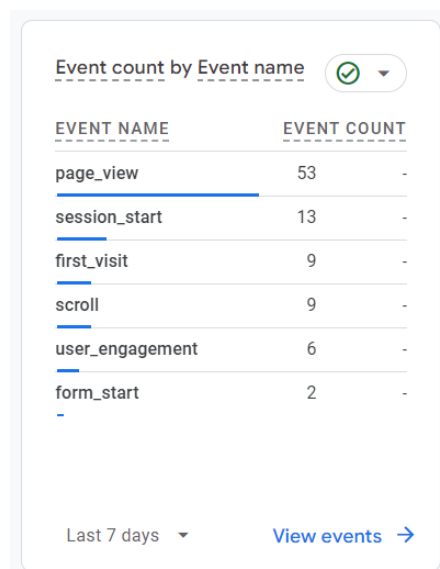 Event count by Event name
EVENT NAME EVENT COUNT
page_view 53 -
session_start 13 -
first_visit 9 -
scroll 9 -
user_engagement 6 -
form_start 2 -
Last 7 days View events